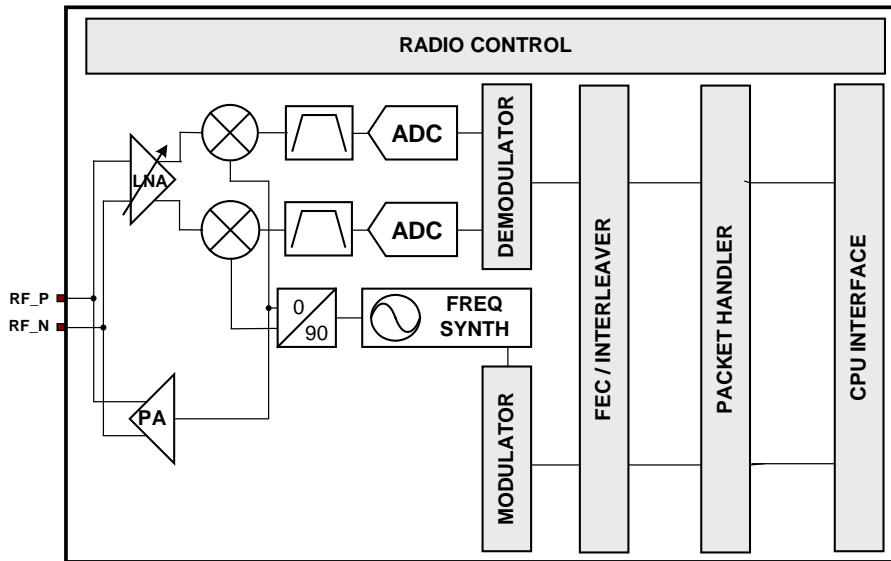 RADIO CONTROL
LNA
ADC
ADC
DEMODULATOR
FEC / INTERLEAVER
PACKET HANDLER
CPU INTERFACE
RF_P
RF_N
0
90
FREQ
SYNTH
PA
MODULATOR